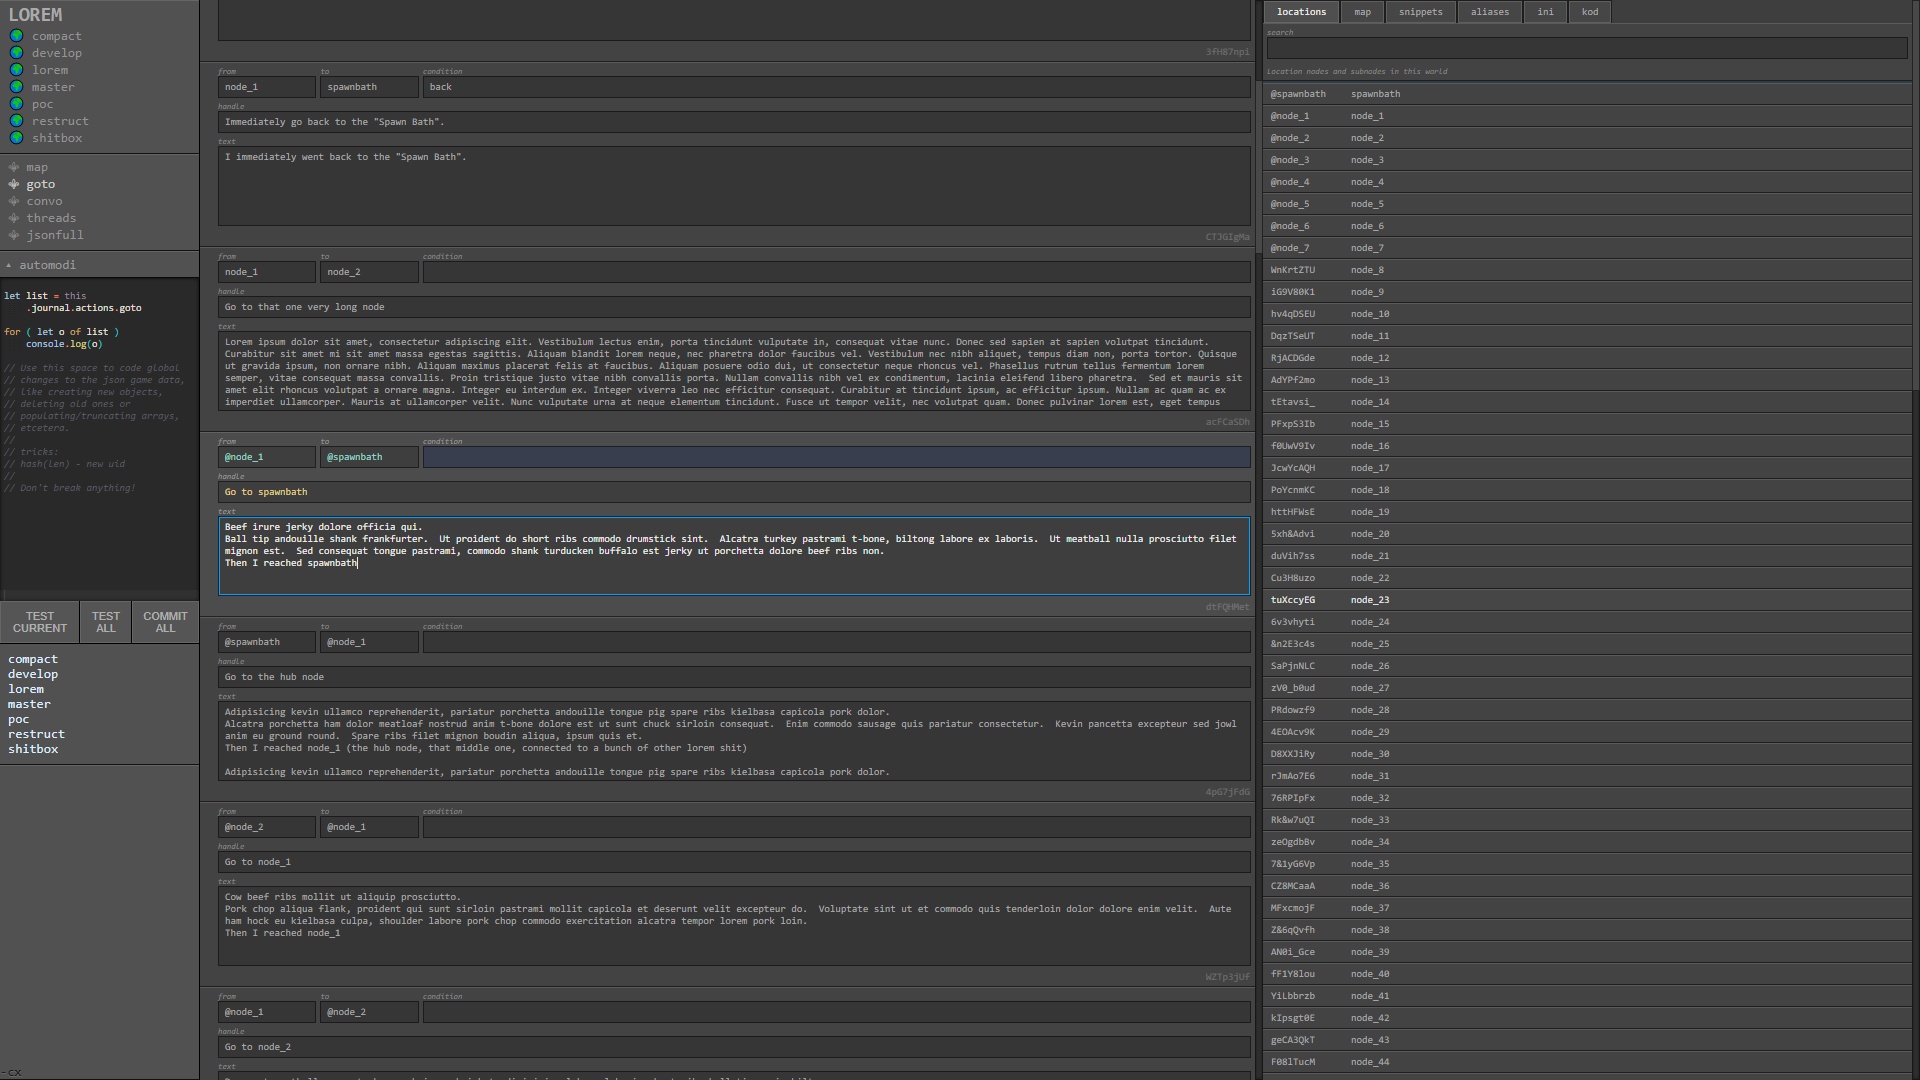 LOREM
compact
develop
lorem
master
poc
restruct
shitbox
map
goto
convo
threads
jsonfull
automodi
let list = this
.journal.actions.goto
for ( let o of list )
console.log(o)
// Use this space to code global
// changes to the json game data,
// like creating new objects,
// deleting old ones or
// populating/truncating arrays,
// etcetera.
//
// tricks:
// hash(len) - new uid
//
// Don't break anything!
TEST CURRENT
TEST ALL
COMMIT ALL
compact
develop
lorem
master
poc
restruct
shitbox
-cx
3fH87npi
from to condition
node_1 spawnbath back
handle
Immediately go back to the "Spawn Bath".
text
I immediately went back to the "Spawn Bath".
CTJGIgMa
from to condition
node_1 node_2
handle
Go to that one very long node
text
Lorem ipsum dolor sit amet, consectetur adipiscing elit. Vestibulum lectus enim, porta tincidunt vulputate in, consequat vitae nunc. Donec sed sapien at sapien volutpat tincidunt.
Curabitur sit amet mi sit amet massa egestas sagittis. Aliquam blandit lorem neque, nec pharetra dolor faucibus vel. Vestibulum nec nibh aliquet, tempus diam non, porta tortor. Quisque
ut gravida ipsum, non ornare nibh. Aliquam maximus placerat felis at faucibus. Aliquam posuere odio dui, ut consectetur neque rhoncus vel. Phasellus rutrum tellus fermentum lorem
semper, vitae consequat massa convallis. Proin tristique justo vitae nibh convallis porta. Nullam convallis nibh vel ex condimentum, lacinia eleifend libero pharetra.  Sed et mauris sit
amet elit rhoncus volutpat a ornare magna. Integer eu interdum ex. Integer viverra leo nec efficitur consequat. Curabitur at tincidunt ipsum, ac efficitur ipsum. Nullam ac quam ac ex
imperdiet ullamcorper. Mauris at ullamcorper velit. Nunc vulputate urna at neque elementum tincidunt. Fusce ut tempor velit, nec volutpat quam. Donec pulvinar lorem est, eget tempus
acFCaSDh
from to condition
@node_1 @spawnbath
handle
Go to spawnbath
text
Beef irure jerky dolore officia qui.
Ball tip andouille shank frankfurter.  Ut proident do short ribs commodo drumstick sint.  Alcatra turkey pastrami t-bone, biltong labore ex laboris.  Ut meatball nulla prosciutto filet
mignon est.  Sed consequat tongue pastrami, commodo shank turducken buffalo est jerky ut porchetta dolore beef ribs non.
Then I reached spawnbath
dtFQHMet
from to condition
@spawnbath @node_1
handle
Go to the hub node
text
Adipisicing kevin ullamco reprehenderit, pariatur porchetta andouille tongue pig spare ribs kielbasa capicola pork dolor.
Alcatra porchetta ham dolor meatloaf nostrud anim t-bone dolore est ut sunt chuck sirloin consequat.  Enim commodo sausage quis pariatur consectetur.  Kevin pancetta excepteur sed jowl
anim eu ground round.  Spare ribs filet mignon boudin aliqua, ipsum quis et.
Then I reached node_1 (the hub node, that middle one, connected to a bunch of other lorem shit)
Adipisicing kevin ullamco reprehenderit, pariatur porchetta andouille tongue pig spare ribs kielbasa capicola pork dolor.
4pG7jFdG
from to condition
@node_2 @node_1
handle
Go to node_1
text
Cow beef ribs mollit ut aliquip prosciutto.
Pork chop aliqua flank, proident qui sunt sirloin pastrami mollit capicola et deserunt velit excepteur do.  Voluptate sint ut et commodo quis tenderloin dolor dolore enim velit.  Aute
ham hock eu kielbasa culpa, shoulder labore pork chop commodo exercitation alcatra tempor lorem pork loin.
Then I reached node_1
WZTp3jUf
from to condition
@node_1 @node_2
handle
Go to node_2
text
locations map snippets aliases ini kod
search
Location nodes and subnodes in this world
@spawnbath spawnbath
@node_1 node_1
@node_2 node_2
@node_3 node_3
@node_4 node_4
@node_5 node_5
@node_6 node_6
@node_7 node_7
WnKrtZTU node_8
iG9V80K1 node_9
hv4qDSEU node_10
DqzTSeUT node_11
RjACDGde node_12
AdYPf2mo node_13
tEtavsi_ node_14
PFxpS3Ib node_15
f0UwV9Iv node_16
JcwYcAQH node_17
PoYcnmKC node_18
httHFWsE node_19
5xh&Advi node_20
duVih7ss node_21
Cu3H8uzo node_22
tuXccyEG node_23
6v3vhyti node_24
&n2E3c4s node_25
SaPjnNLC node_26
zV0_b0ud node_27
PRdowzf9 node_28
4EOAcv9K node_29
D8XXJiRy node_30
rJmAo7E6 node_31
76RPIpFx node_32
Rk&w7uQI node_33
zeOgdbBv node_34
7&1yG6Vp node_35
CZ8MCaaA node_36
MFxcmojF node_37
Z&6qQvfh node_38
AN0i_Gce node_39
fF1Y8lou node_40
YiLbbrzb node_41
kIpsgt0E node_42
geCA3QkT node_43
F08lTucM node_44